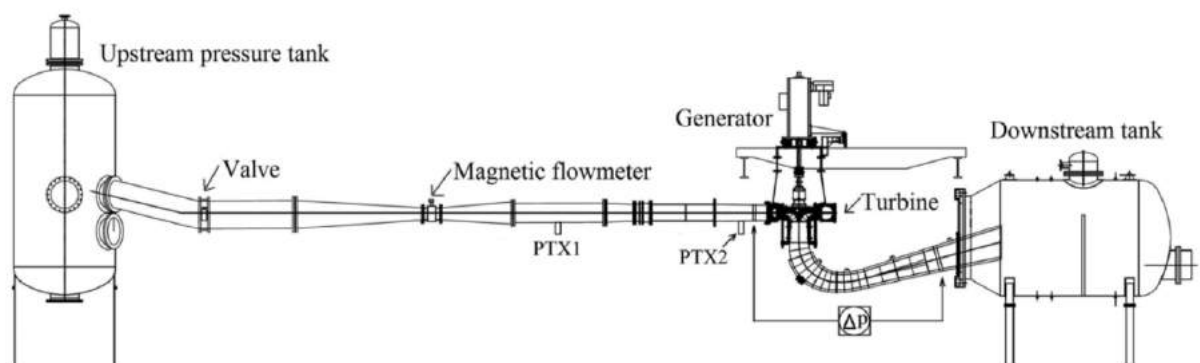 Upstream pressure tank
Valve
Magnetic flowmeter
PTX1
Generator
PTX2
Turbine
ΔP
Downstream tank